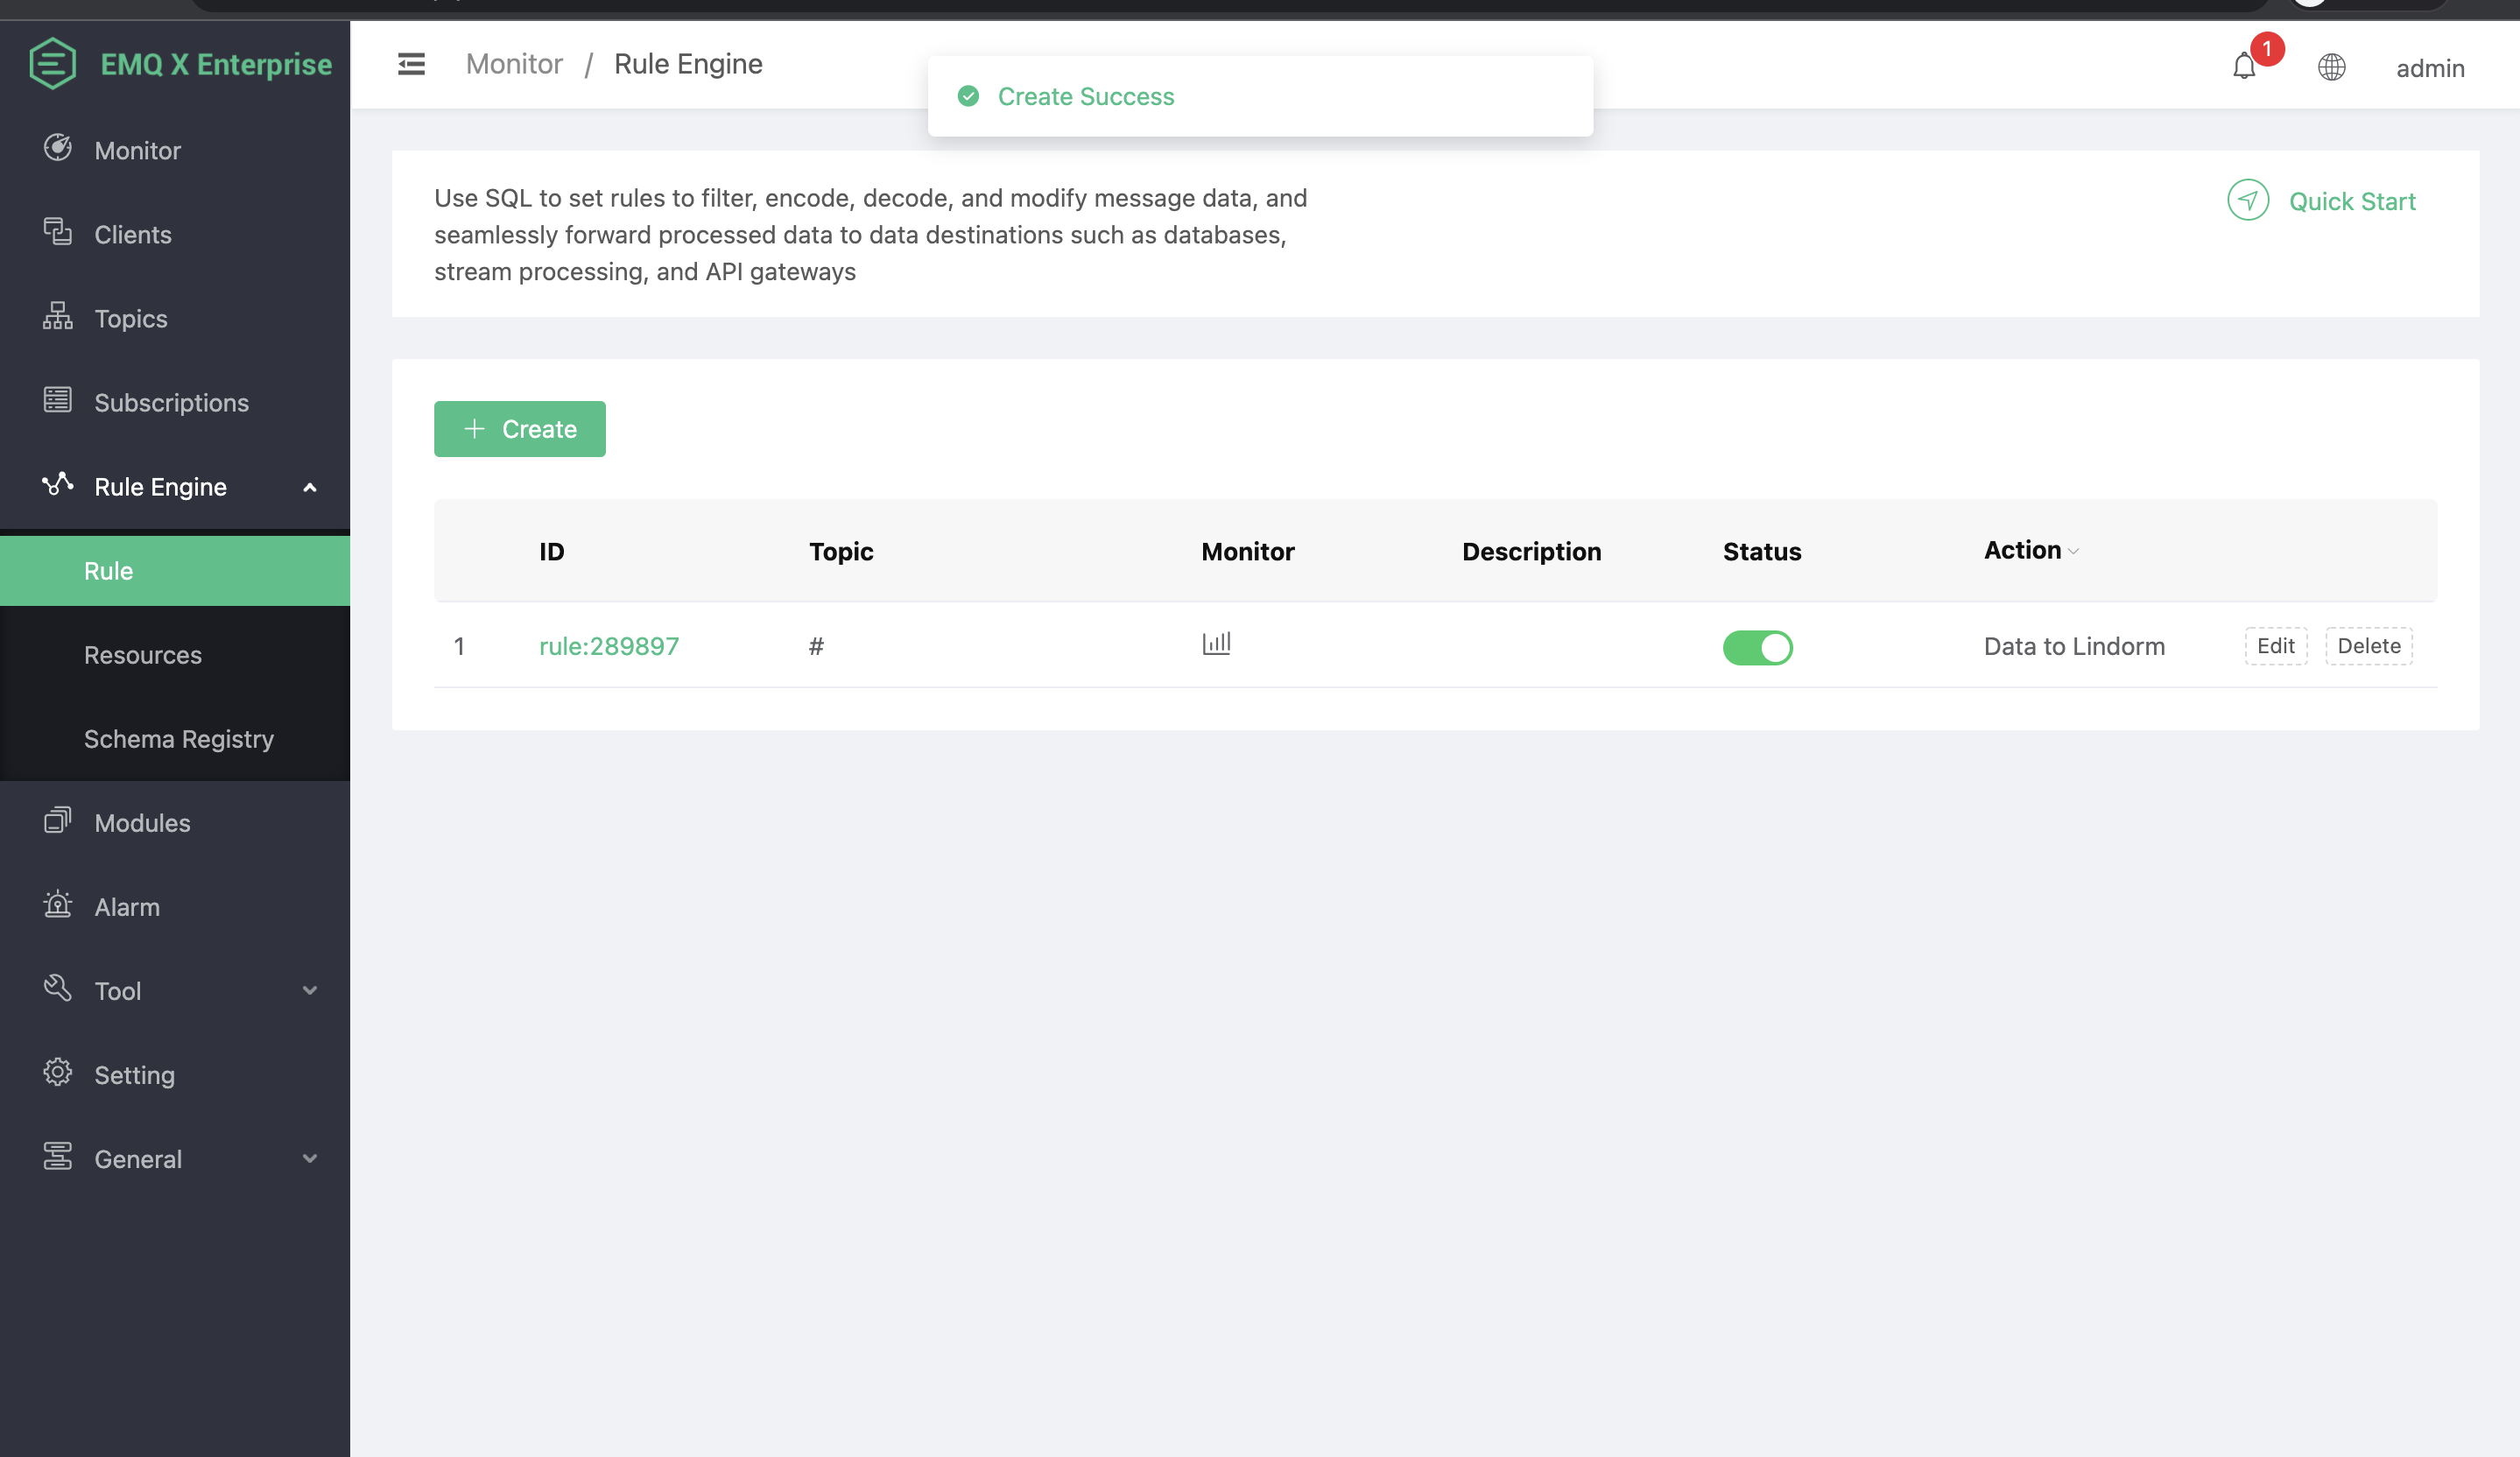 EMQ X Enterprise
Monitor / Rule Engine
Create Success
1
admin
Monitor
Clients
Topics
Subscriptions
Rule Engine
Rule
Resources
Schema Registry
Modules
Alarm
Tool
Setting
General
Use SQL to set rules to filter, encode, decode, and modify message data, and
seamlessly forward processed data to data destinations such as databases,
stream processing, and API gateways
Quick Start
Create
ID Topic Monitor Description Status Action
1 rule:289897 # Data to Lindorm Edit Delete